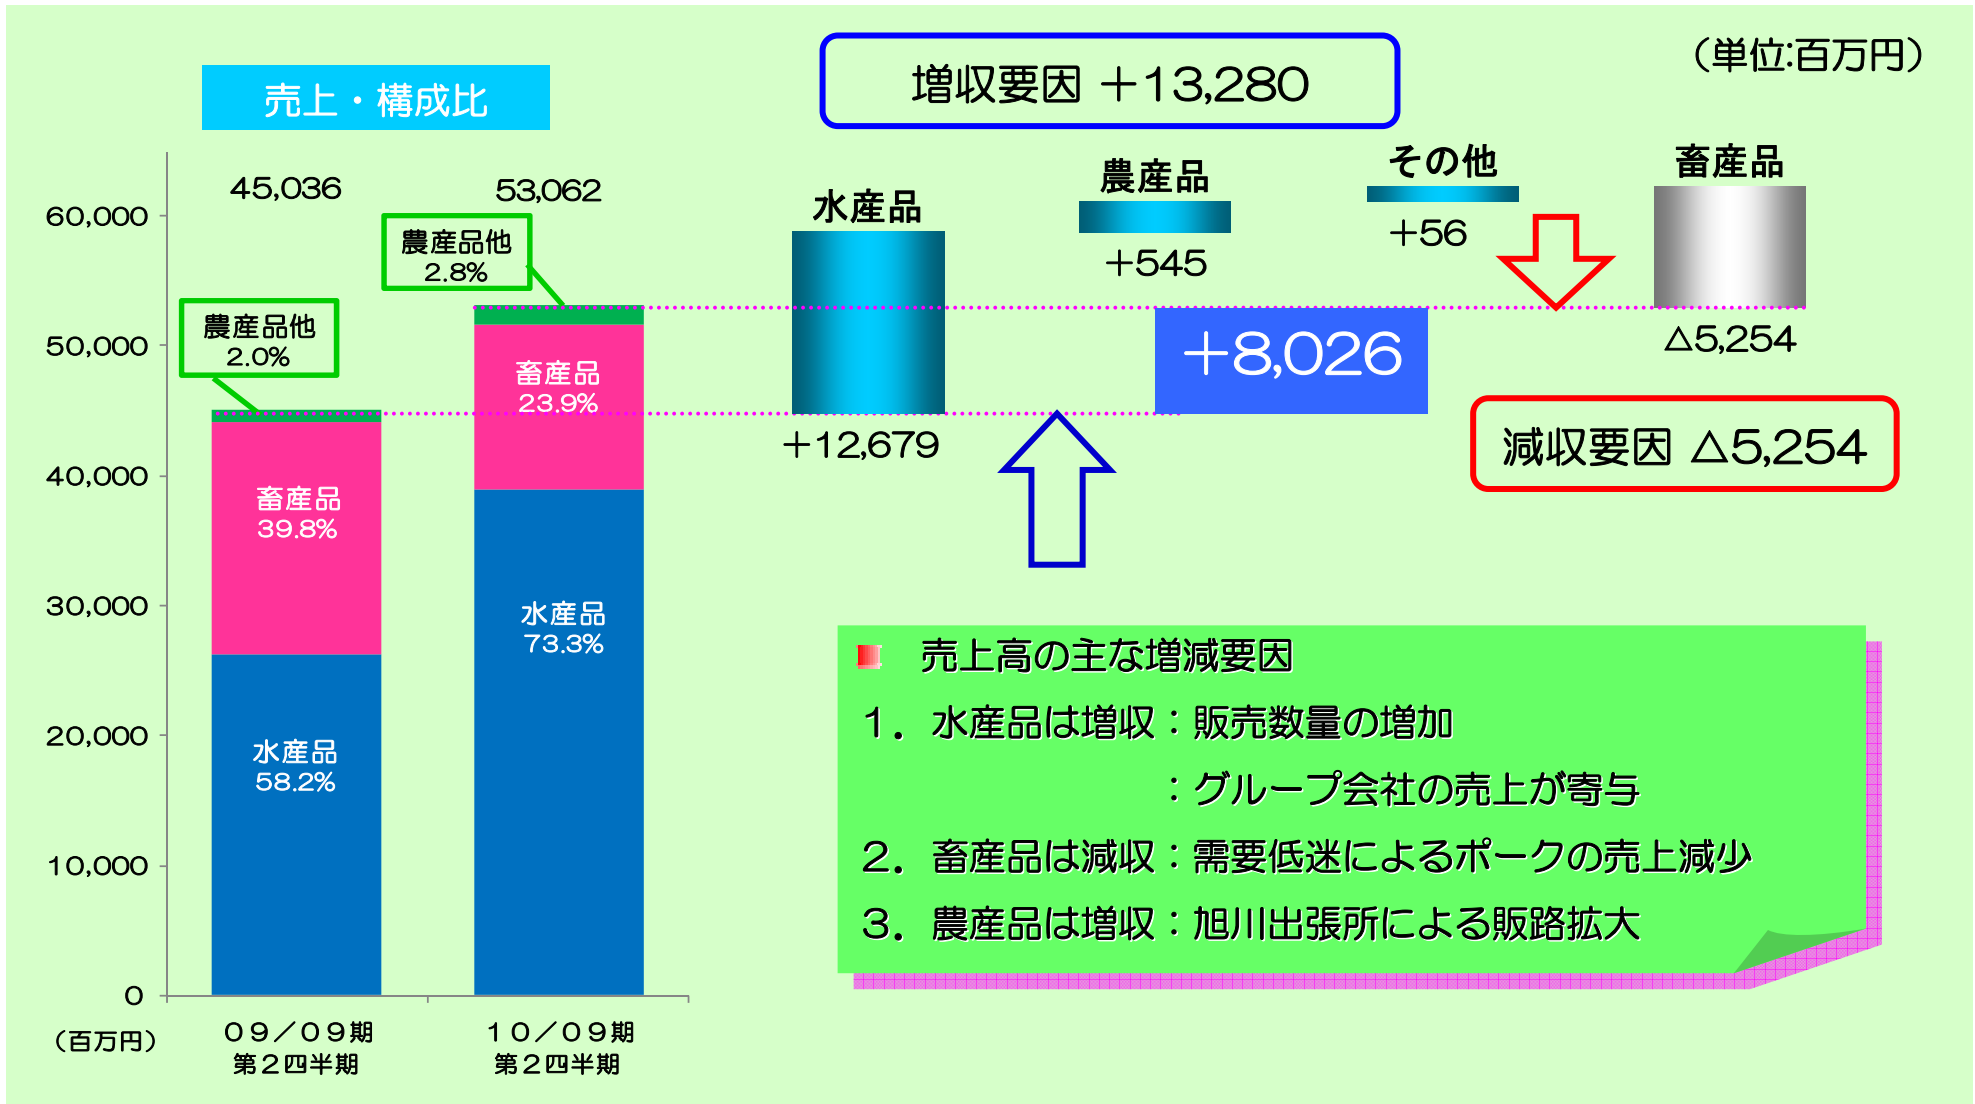 (単位:百万円)
増収要因 +13,280
売上・構成比
45,036
53,062
60,000
50,000
40,000
30,000
20,000
10,000
0
(百万円)
農産品他
2.0%
畜産品
39.8%
水産品
58.2%
農産品他
2.8%
畜産品
23.9%
水産品
73.3%
09/09期
第2四半期
10/09期
第2四半期
水産品
+12,679
農産品
+545
その他
+56
畜産品
△5,254
+8,026
減収要因 △5,254
売上高の主な増減要因
1.水産品は増収:販売数量の増加
:グループ会社の売上が寄与
2.畜産品は減収:需要低迷によるポークの売上減少
3.農産品は増収:旭川出張所による販路拡大